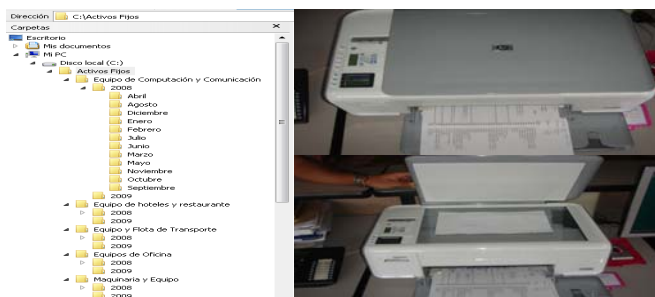 Dirección C:\Activos Fijos
Carpetas
Escritorio
Mis documentos
Mi PC
Disco local (C:)
Activos Fijos
Equipo de Computación y Comunicación
2008
Abril
Agosto
Diciembre
Enero
Febrero
Julio
Junio
Marzo
Mayo
Noviembre
Octubre
Septiembre
2009
Equipo de hoteles y restaurante
2008
2009
Equipo y Flota de Transporte
2008
2009
Equipos de Oficina
2008
2009
Maquinaria y Equipo
2008
2009
hp